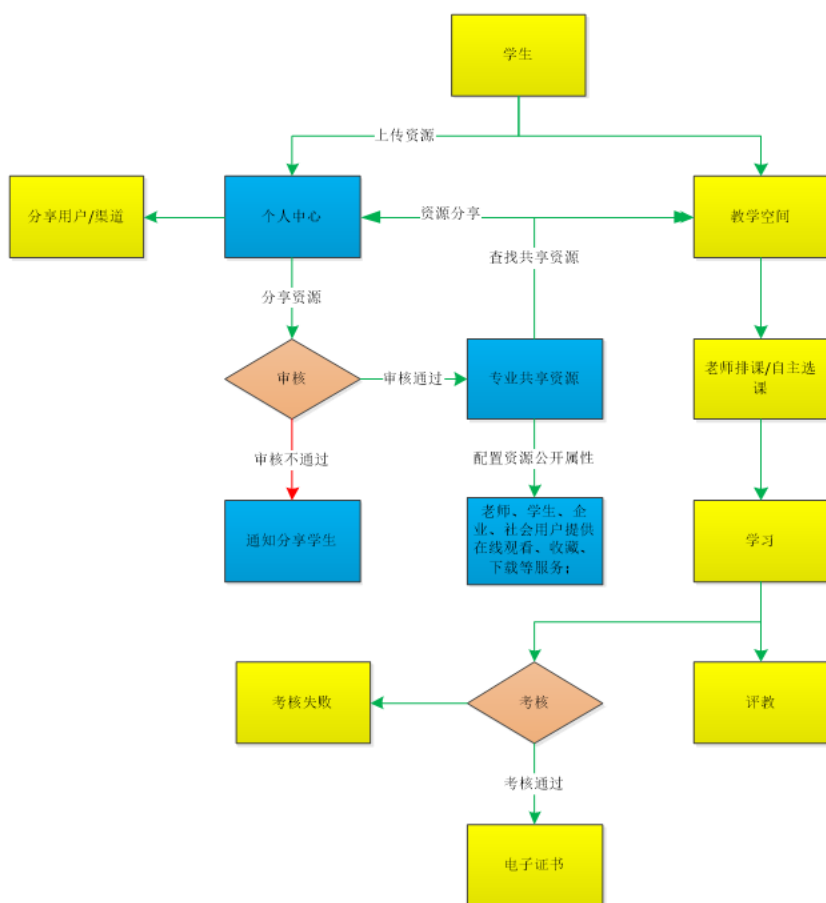 学生
上传资源
分享用户/渠道
个人中心
资源分享
教学空间
查找共享资源
分享资源
审核
审核通过
专业共享资源
老师排课/自主选
课
审核不通过
配置资源公开属性
通知分享学生
老师、学生、企
业、社会用户提供
在线观看、收藏、
下载等服务;
学习
考核失败
考核
评教
考核通过
电子证书